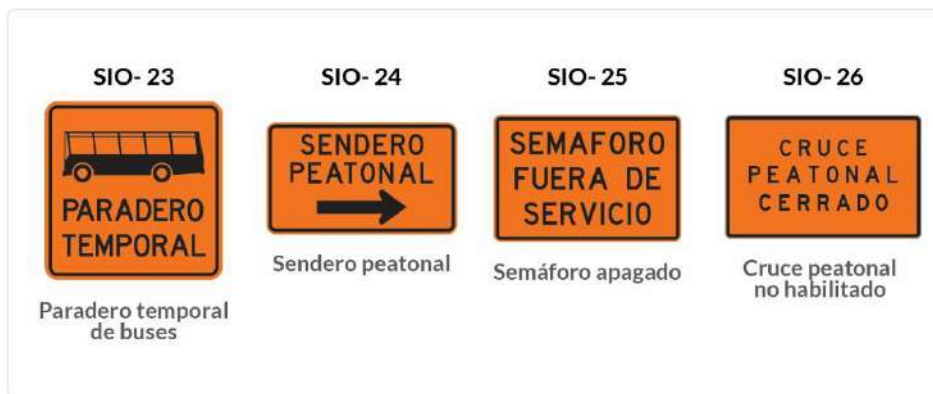 SIO- 23
SIO- 24
SIO- 25
SIO- 26
PARADERO
TEMPORAL
SENDERO
PEATONAL
SEMAFORO
FUERA DE
SERVICIO
CRUCE
PEATONAL
CERRADO
Paradero temporal
de buses
Sendero peatonal
Semáforo apagado
Cruce peatonal
no habilitado